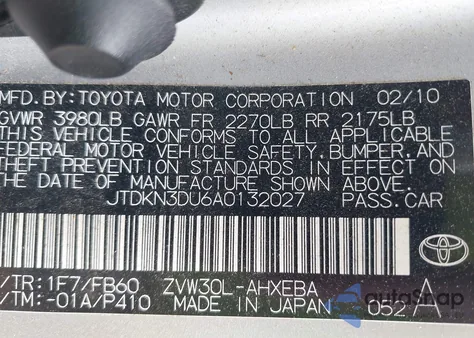 MFD. BY: TOYOTA MOTOR CORPORATION 02/10
GVWR 3980LB GAWR FR 2270LB RR 2175LB
THIS VEHICLE CONFORMS TO ALL APPLICABLE
FEDERAL MOTOR VEHICLE SAFETY, BUMPER, AND
THEFT PREVENTION STANDARDS IN EFFECT ON
THE DATE OF MANUFACTURE SHOWN ABOVE.
JTDKN3DU6A0132027 PASS.CAR
TOYOTA
/TR: 1F7/FB60 ZVW30L-AHXEBA A
/TM: -01A/P410 MADE IN JAPAN 0527A
autoSnap